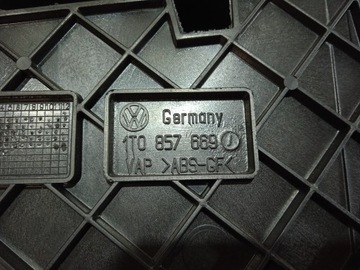 Germany
1T0 857 669
VAP >ABS-GF<